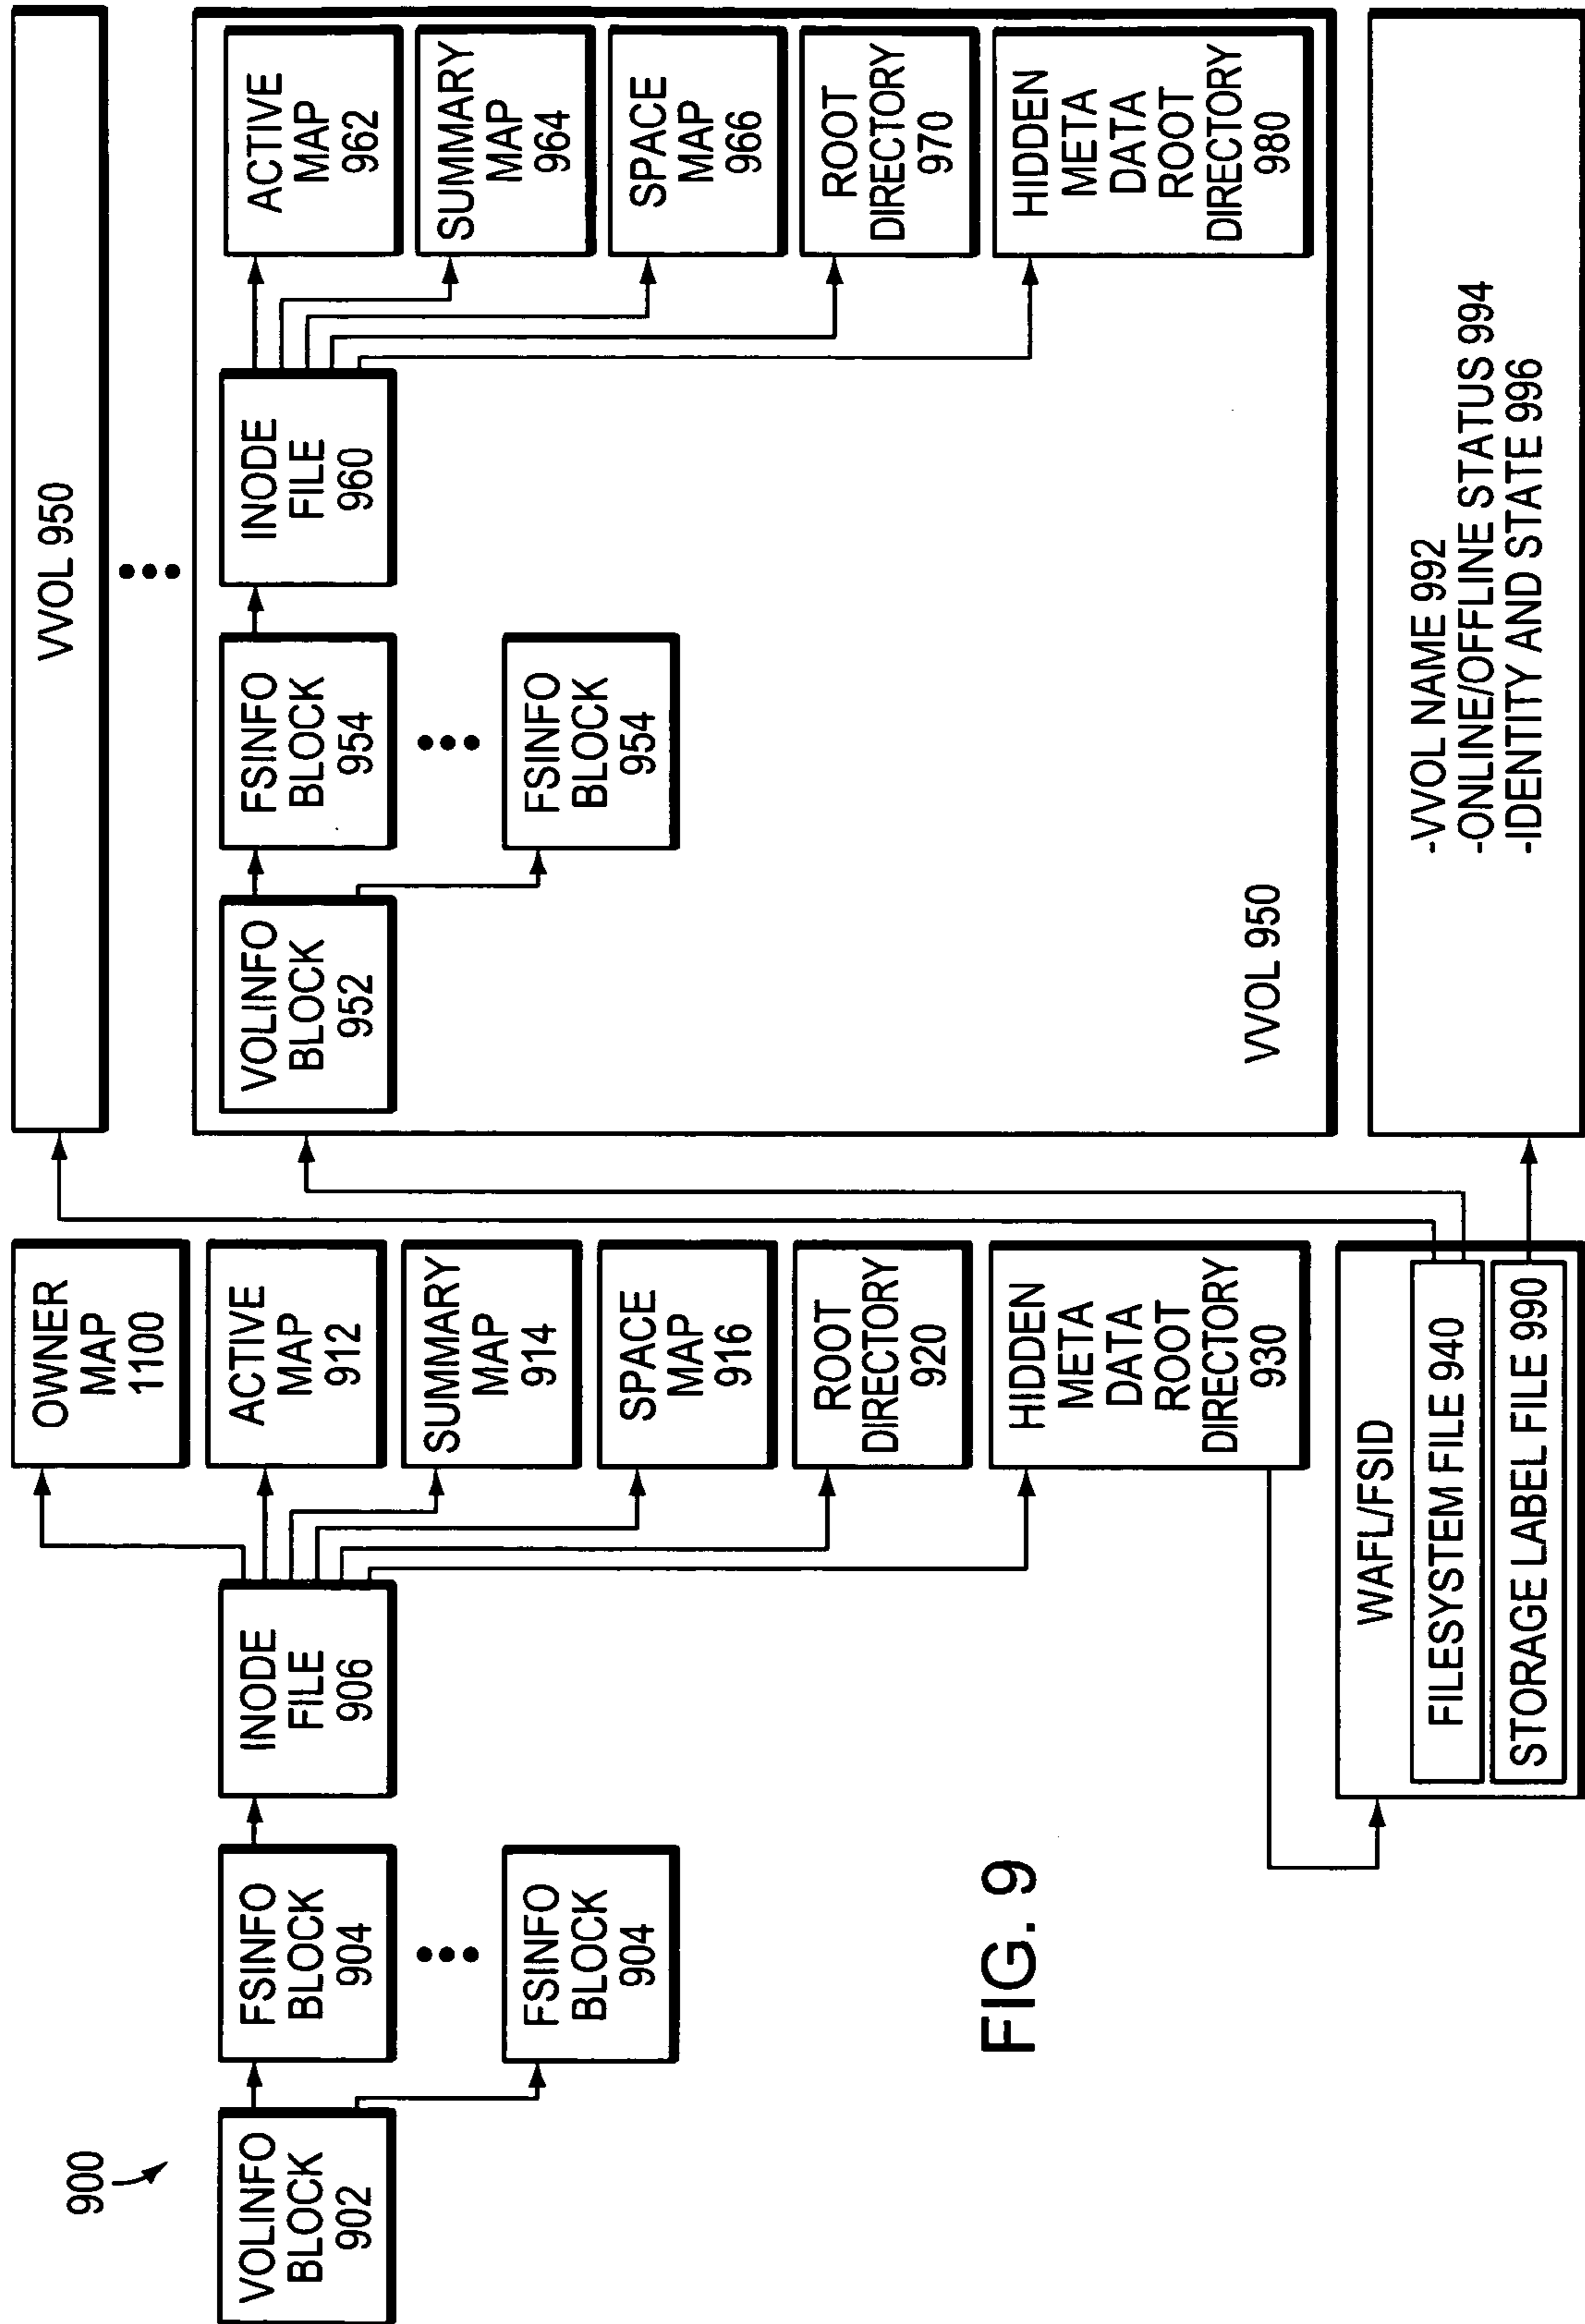 900
VOLINFO
BLOCK
902
FSINFO
BLOCK
904
FSINFO
BLOCK
904
INODE
FILE
906
OWNER
MAP
1100
ACTIVE
MAP
912
SUMMARY
MAP
914
SPACE
MAP
916
ROOT
DIRECTORY
920
HIDDEN
META
DATA
ROOT
DIRECTORY
930
WAFL/FSID
FILESYSTEM FILE 940
STORAGE LABEL FILE 990
VVOL 950
VOLINFO
BLOCK
952
FSINFO
BLOCK
954
FSINFO
BLOCK
954
INODE
FILE
960
ACTIVE
MAP
962
SUMMARY
MAP
964
SPACE
MAP
966
ROOT
DIRECTORY
970
HIDDEN
META
DATA
ROOT
DIRECTORY
980
VVOL 950
-VVOL NAME 992
-ONLINE/OFFLINE STATUS 994
-IDENTITY AND STATE 996
FIG. 9